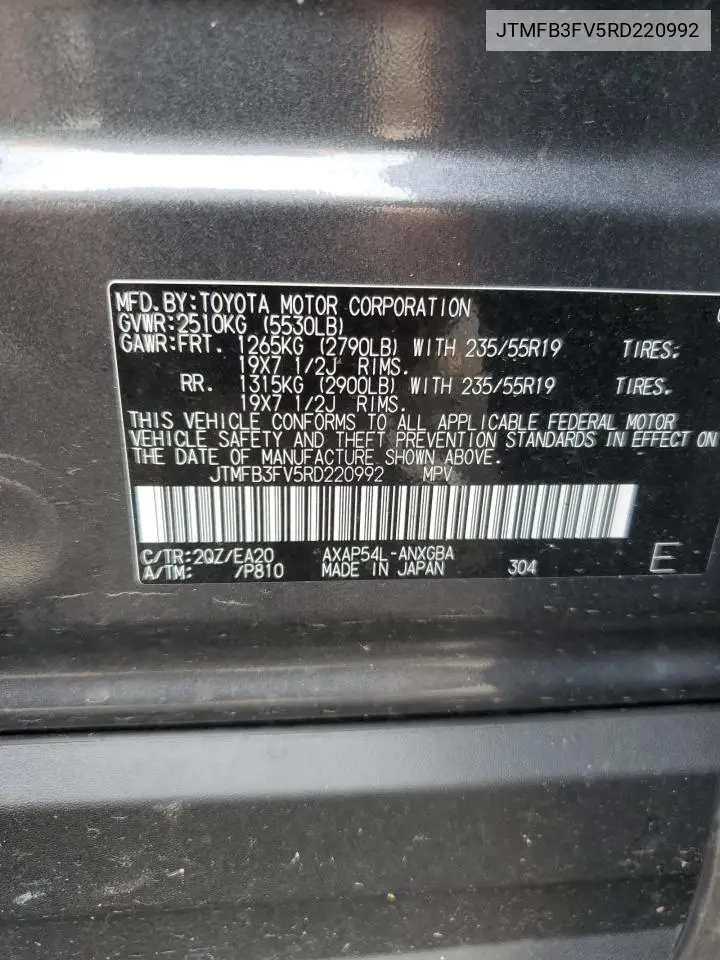 JTMFB3FV5RD220992
MFD.BY:TOYOTA MOTOR CORPORATION
GVWR:2510KG (5530LB)
GAWR:FRT. 1265KG (2790LB) WITH 235/55R19 TIRES.
19X7 1/2J RIMS.
RR. 1315KG (2900LB) WITH 235/55R19 TIRES.
19X7 1/2J RIMS.
THIS VEHICLE CONFORMS TO ALL APPLICABLE FEDERAL MOTOR
VEHICLE SAFETY AND THEFT PREVENTION STANDARDS IN EFFECT ON
THE DATE OF MANUFACTURE SHOWN ABOVE.
JTMFB3FV5RD220992 MPV
C/TR:2QZ/EA20 AXAP54L-ANXGBA
A/TM: /P810 MADE IN JAPAN 304 E